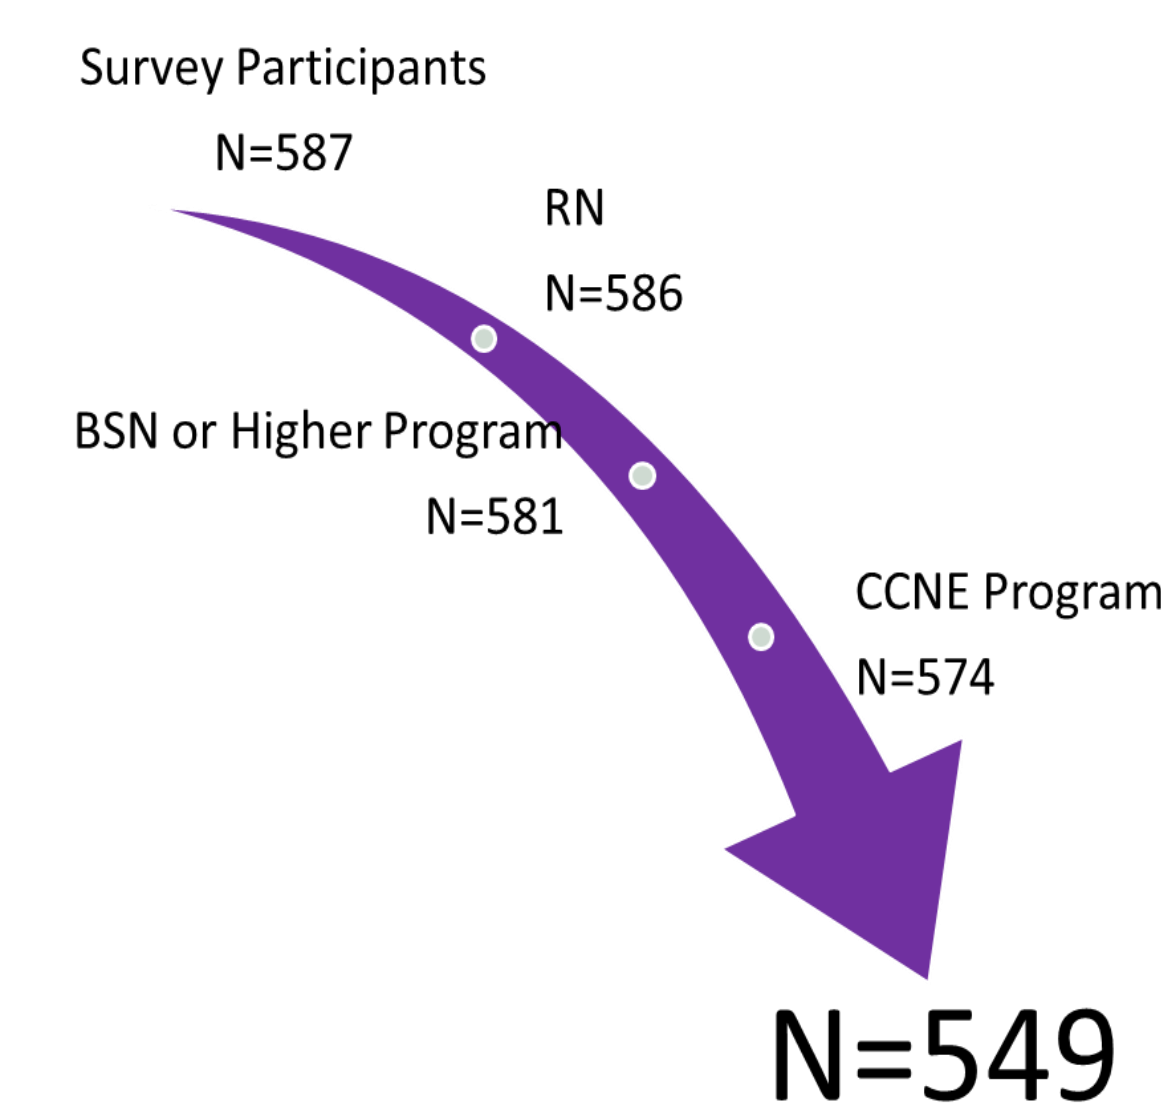 Survey Participants
N=587
RN
N=586
BSN or Higher Program
N=581
CCNE Program
N=574
N=549